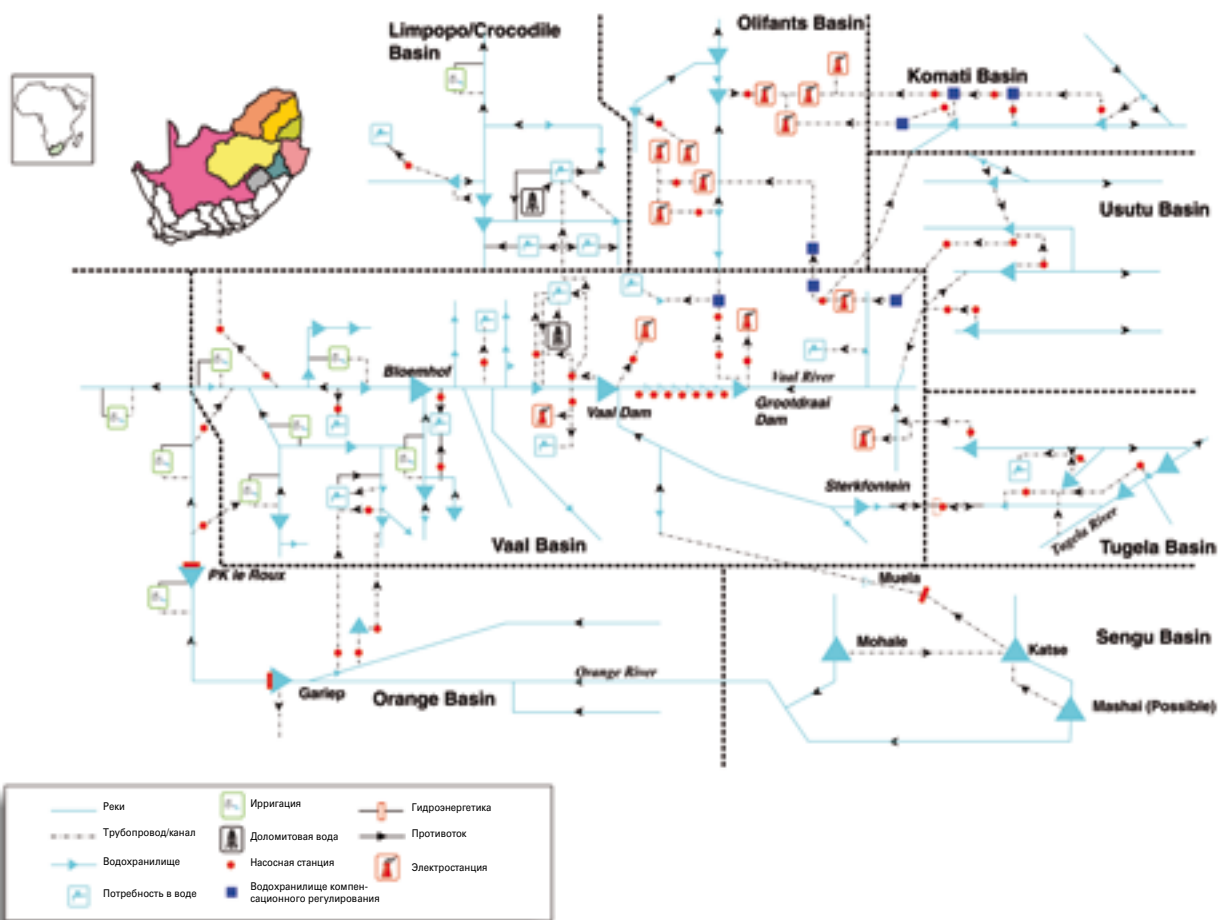 Limpopo/Crocodile
Basin
Olifants Basin
Komati Basin
Usutu Basin
Bloemhof
Vaal Dam
Vaal River
Grootdraai
Dam
Sterkfontein
Tugela River
Tugela Basin
Vaal Basin
PK le Roux
Muela
Mohale
Katse
Sengu Basin
Mashai (Possible)
Gariep
Orange Basin
Orange River
Реки
Трубопровод/канал
Водохранилище
Потребность в воде
Ирригация
Доломитовая вода
Насосная станция
Водохранилище компен-
сационного регулирования
Гидроэнергетика
Противоток
Электростанция